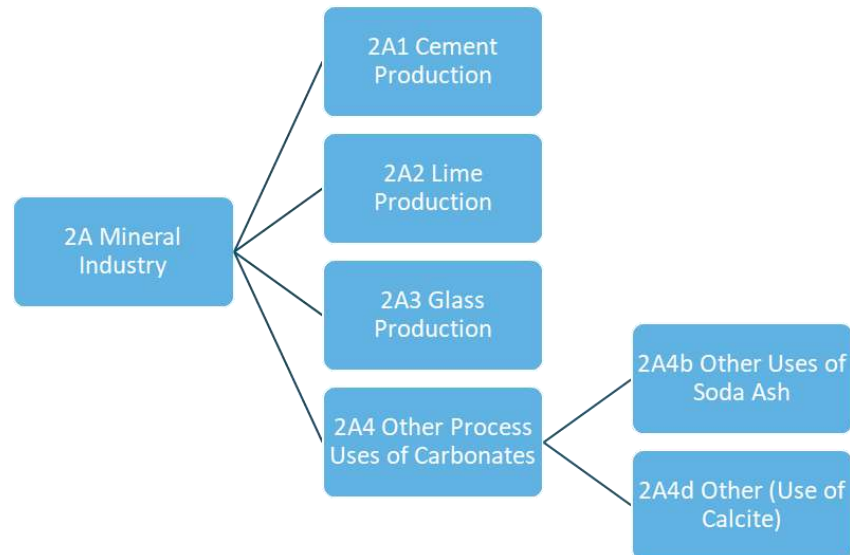 2A Mineral
Industry
2A1 Cement
Production
2A2 Lime
Production
2A3 Glass
Production
2A4 Other Process
Uses of Carbonates
2A4b Other Uses of
Soda Ash
2A4d Other (Use of
Calcite)